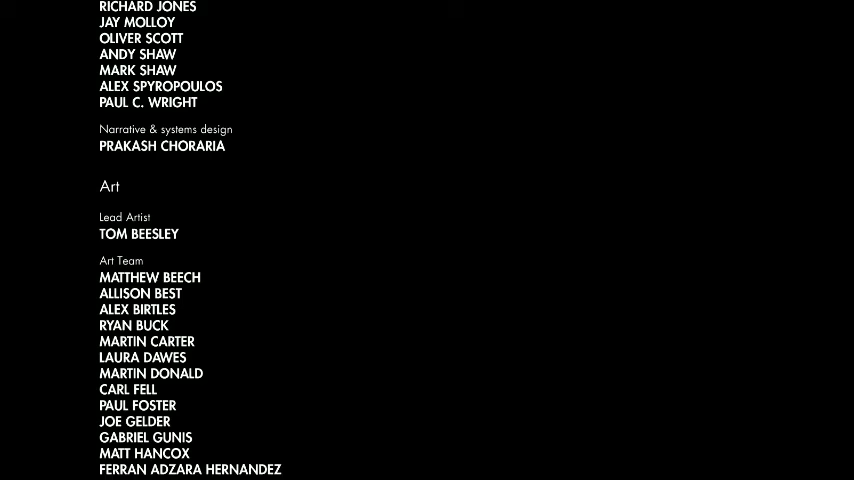 RICHARD JONES
JAY MOLLOY
OLIVER SCOTT
ANDY SHAW
MARK SHAW
ALEX SPYROPOULOS
PAUL C. WRIGHT
Narrative & systems design
PRAKASH CHORARIA
Art
Lead Artist
TOM BEESLEY
Art Team
MATTHEW BEECH
ALLISON BEST
ALEX BIRTLES
RYAN BUCK
MARTIN CARTER
LAURA DAWES
MARTIN DONALD
CARL FELL
PAUL FOSTER
JOE GELDER
GABRIEL GUNIS
MATT HANCOX
FERRAN ADZARA HERNANDEZ